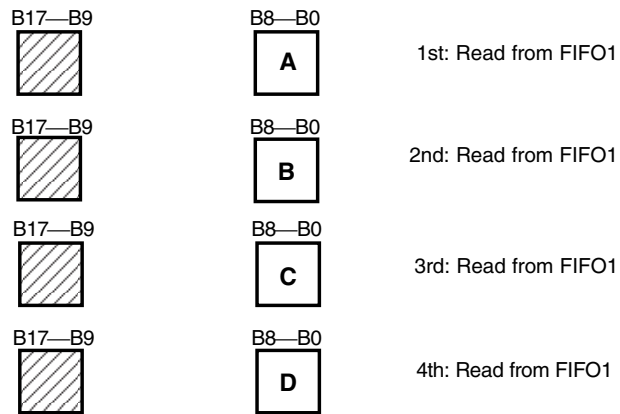 B17—B9 B8—B0
A 1st: Read from FIFO1
B17—B9 B8—B0
B 2nd: Read from FIFO1
B17—B9 B8—B0
C 3rd: Read from FIFO1
B17—B9 B8—B0
D 4th: Read from FIFO1